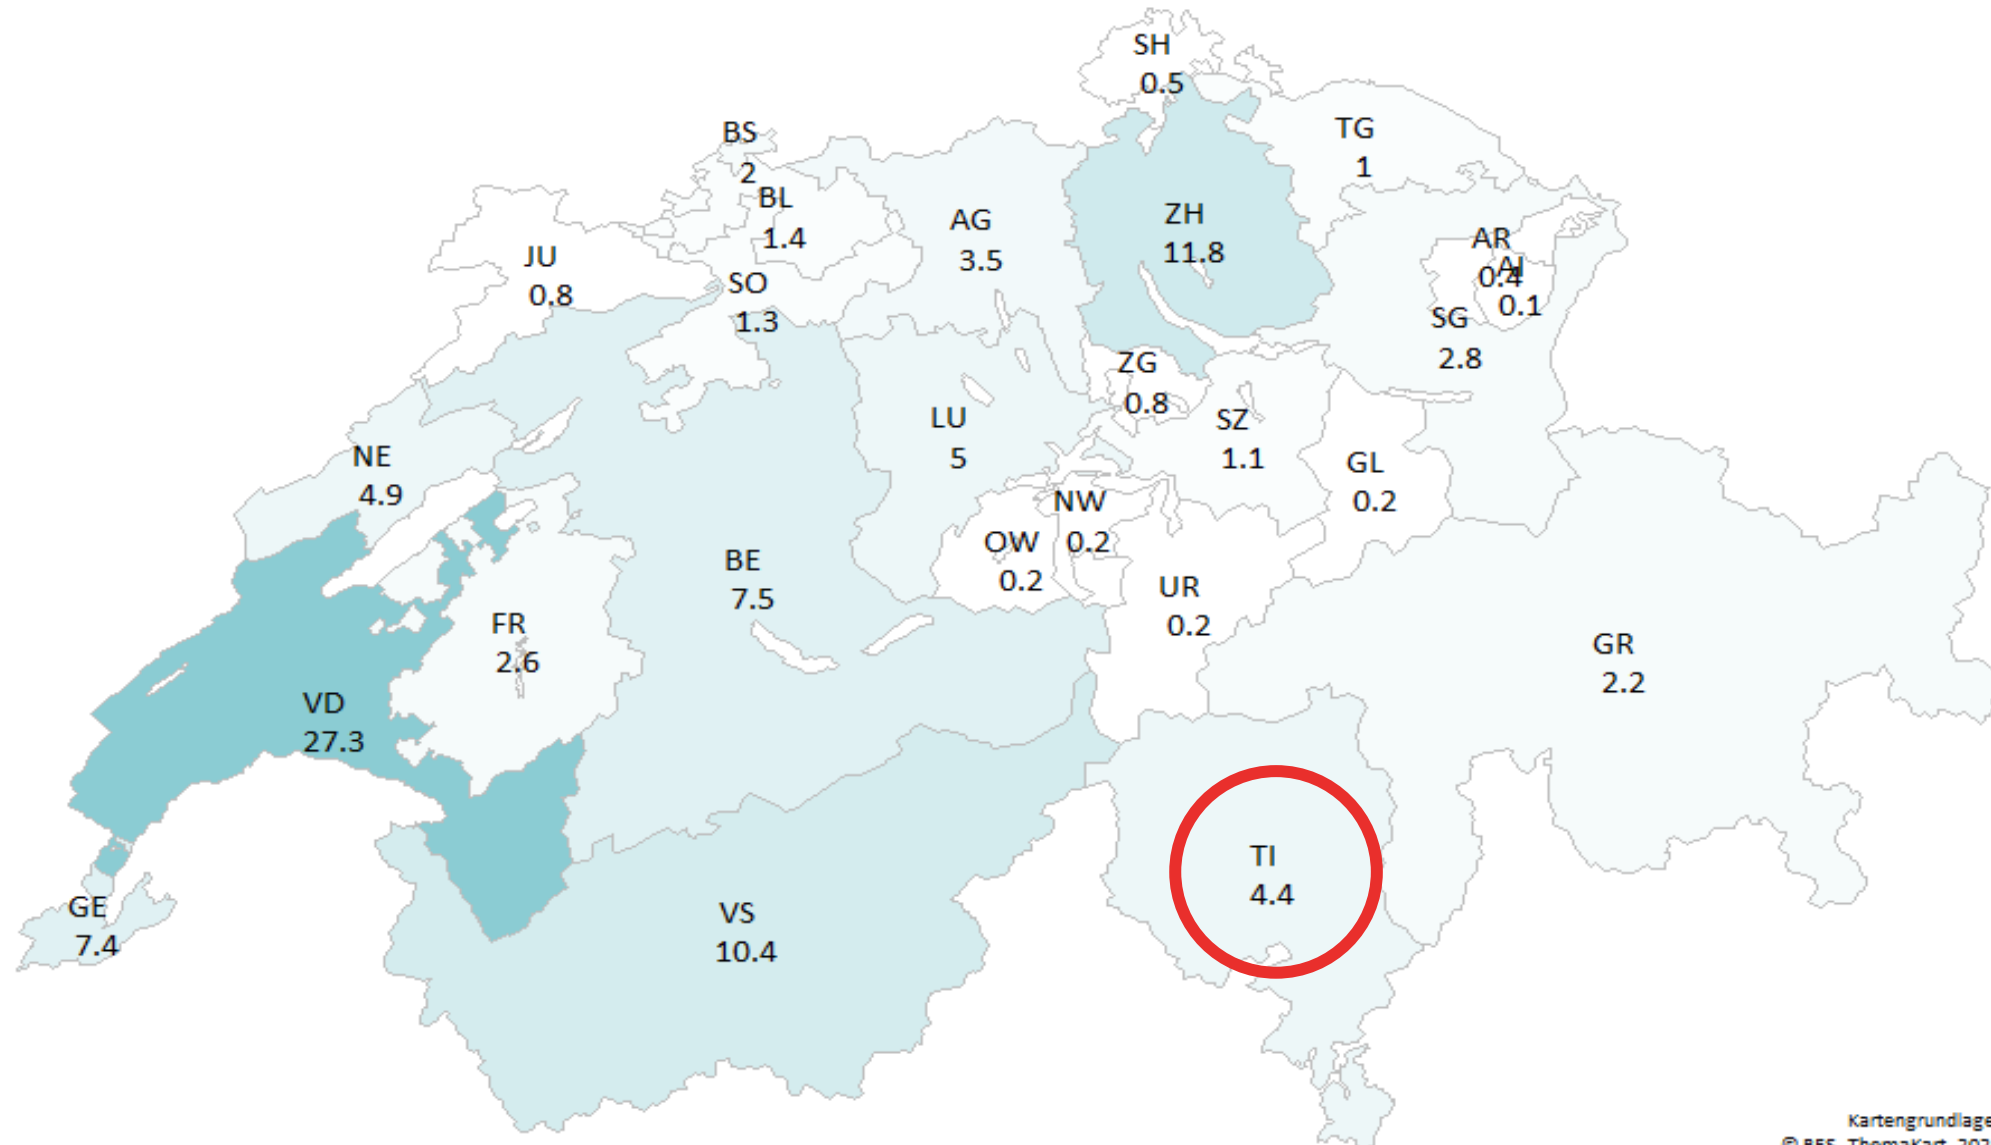 SH
0.5
BS
2
TG
1
BL
1.4
AG
3.5
ZH
11.8
AR
0.4
AI
0.1
JU
0.8
SO
1.3
SG
2.8
ZG
0.8
LU
5
SZ
1.1
NE
4.9
GL
0.2
NW
0.2
OW
0.2
BE
7.5
UR
0.2
FR
2.6
GR
2.2
VD
27.3
TI
4.4
GE
7.4
VS
10.4
Kartengrundlage
© BFS, ThemaKart, 202